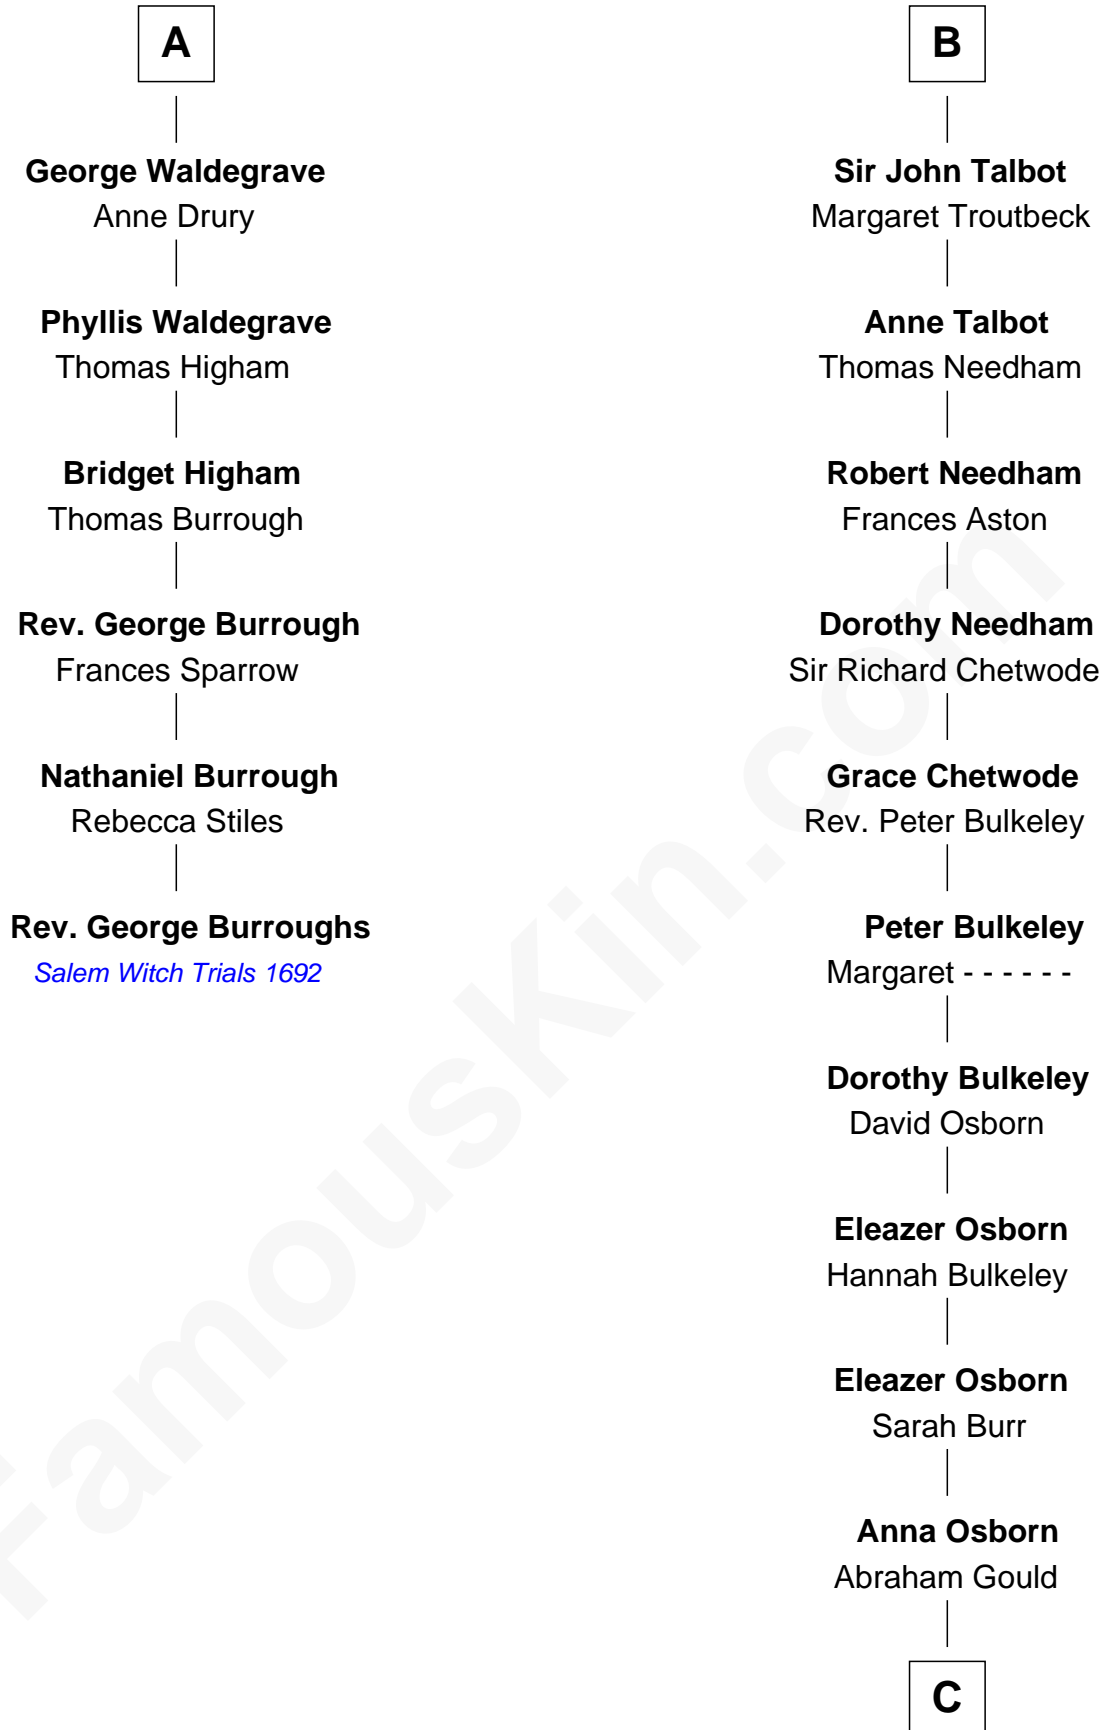 A
George Waldegrave
Anne Drury
Phyllis Waldegrave
Thomas Higham
Bridget Higham
Thomas Burrough
Rev. George Burrough
Frances Sparrow
Nathaniel Burrough
Rebecca Stiles
Rev. George Burroughs
Salem Witch Trials 1692
B
Sir John Talbot
Margaret Troutbeck
Anne Talbot
Thomas Needham
Robert Needham
Frances Aston
Dorothy Needham
Sir Richard Chetwode
Grace Chetwode
Rev. Peter Bulkeley
Peter Bulkeley
Margaret - - - - - -
Dorothy Bulkeley
David Osborn
Eleazer Osborn
Hannah Bulkeley
Eleazer Osborn
Sarah Burr
Anna Osborn
Abraham Gould
C
FamousKin.com